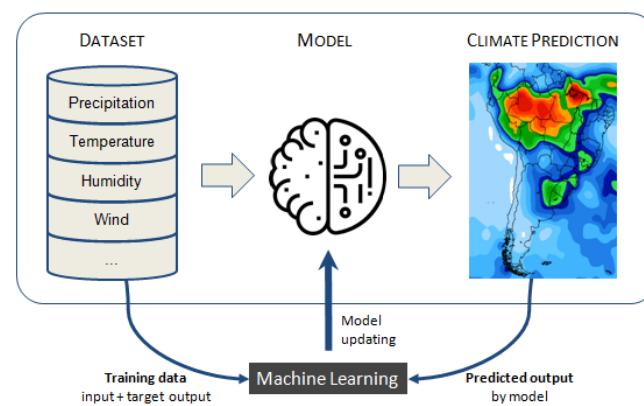 DATASET
MODEL
CLIMATE PREDICTION
Precipitation
Temperature
Humidity
Wind
...
Model
updating
Machine Learning
Training data
input + target output
Predicted output
by model